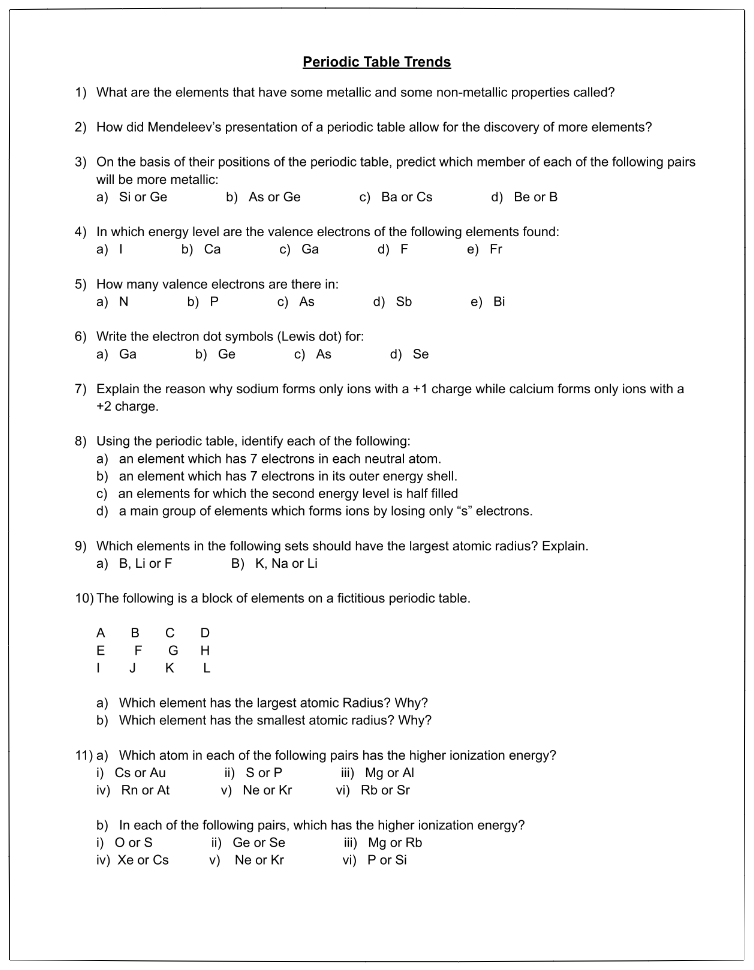 Periodic Table Trends
1) What are the elements that have some metallic and some non-metallic properties called?
2) How did Mendeleev's presentation of a periodic table allow for the discovery of more elements?
3) On the basis of their positions of the periodic table, predict which member of each of the following pairs
will be more metallic:
a) Si or Ge b) As or Ge c) Ba or Cs d) Be or B
4) In which energy level are the valence electrons of the following elements found:
a) I b) Ca c) Ga d) F e) Fr
5) How many valence electrons are there in:
a) N b) P c) As d) Sb e) Bi
6) Write the electron dot symbols (Lewis dot) for:
a) Ga b) Ge c) As d) Se
7) Explain the reason why sodium forms only ions with a +1 charge while calcium forms only ions with a
+2 charge.
8) Using the periodic table, identify each of the following:
a) an element which has 7 electrons in each neutral atom.
b) an element which has 7 electrons in its outer energy shell.
c) an elements for which the second energy level is half filled
d) a main group of elements which forms ions by losing only “s” electrons.
9) Which elements in the following sets should have the largest atomic radius? Explain.
a) B, Li or F B) K, Na or Li
10) The following is a block of elements on a fictitious periodic table.
A B C D
E F G H
I J K L
a) Which element has the largest atomic Radius? Why?
b) Which element has the smallest atomic radius? Why?
11) a) Which atom in each of the following pairs has the higher ionization energy?
i) Cs or Au ii) S or P iii) Mg or Al
iv) Rn or At v) Ne or Kr vi) Rb or Sr
b) In each of the following pairs, which has the higher ionization energy?
i) O or S ii) Ge or Se iii) Mg or Rb
iv) Xe or Cs v) Ne or Kr vi) P or Si